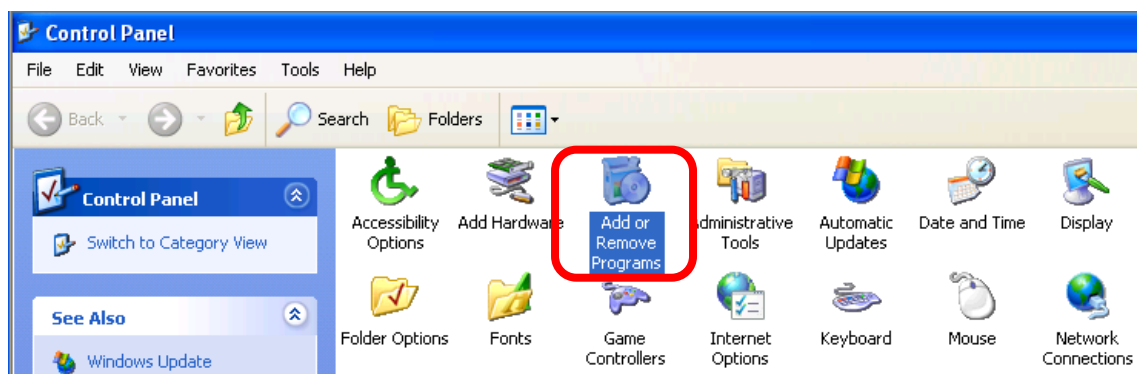 Control Panel
File Edit View Favorites Tools Help
Back Search Folders
Control Panel
Switch to Category View
See Also
Windows Update
Accessibility Options
Add Hardware
Add or Remove Programs
Administrative Tools
Automatic Updates
Date and Time
Display
Folder Options
Fonts
Game Controllers
Internet Options
Keyboard
Mouse
Network Connections